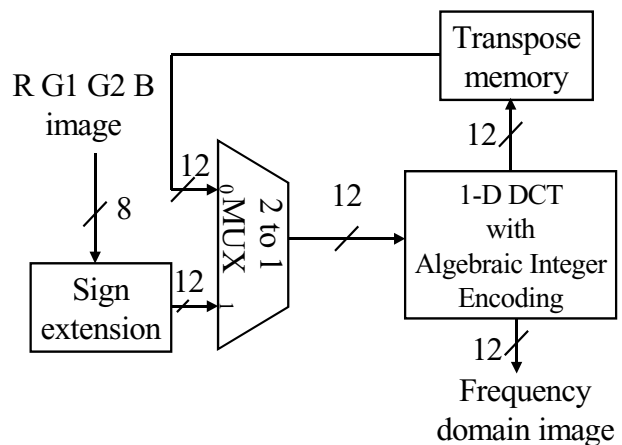 Transpose
memory
R G1 G2 B
image
12
12
8
0
2 to 1
MUX
1
12
1-D DCT
with
Algebraic Integer
Encoding
Sign
extension
12
12
Frequency
domain image